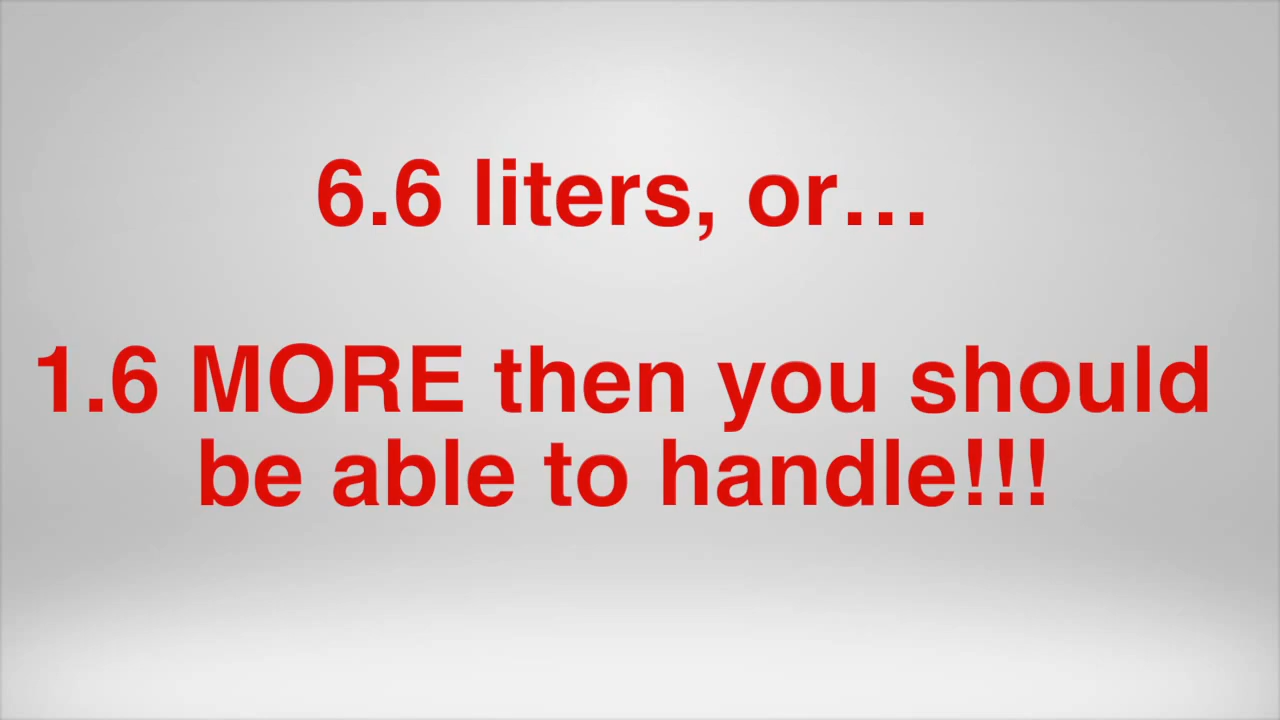 6.6 liters, or…
1.6 MORE then you should
be able to handle!!!